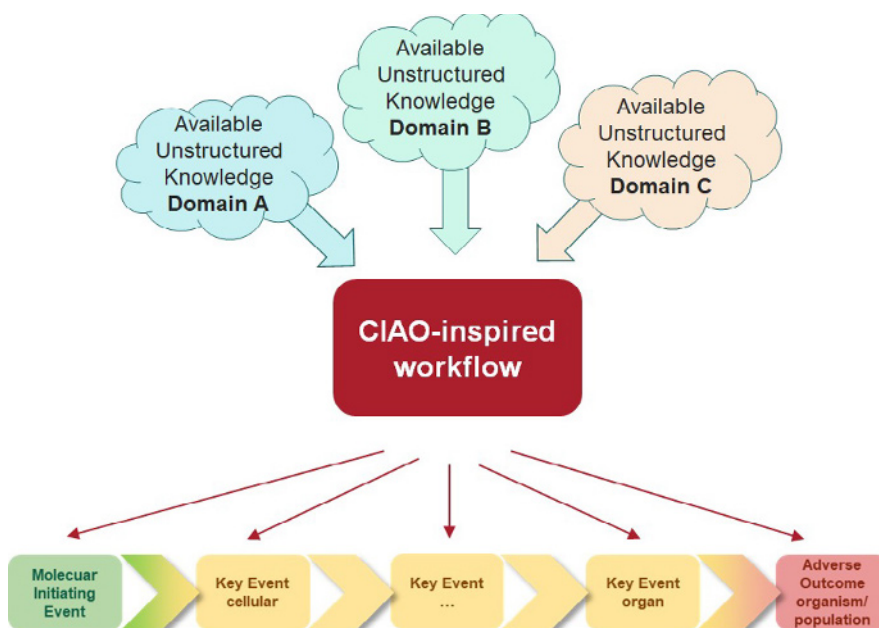 Available
Unstructured
Knowledge
Domain A
Available
Unstructured
Knowledge
Domain B
Available
Unstructured
Knowledge
Domain C
CIAO-inspired
workflow
Molecuar
Initiating
Event
Key Event
cellular
Key Event
...
Key Event
organ
Adverse
Outcome
organism/
population